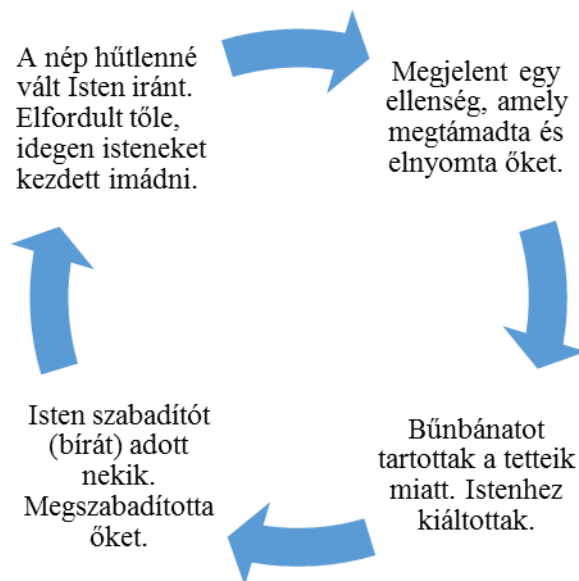 A nép hűtlenné
vált Isten iránt.
Elfordult tőle,
idegen isteneket
kezdett imádni.
Megjelent egy
ellenség, amely
megtámadta és
elnyomta őket.
Bűnbánatot
tartottak a tetteik
miatt. Istenhez
kiáltottak.
Isten szabadítót
(bírát) adott
nekik.
Megszabadította
őket.